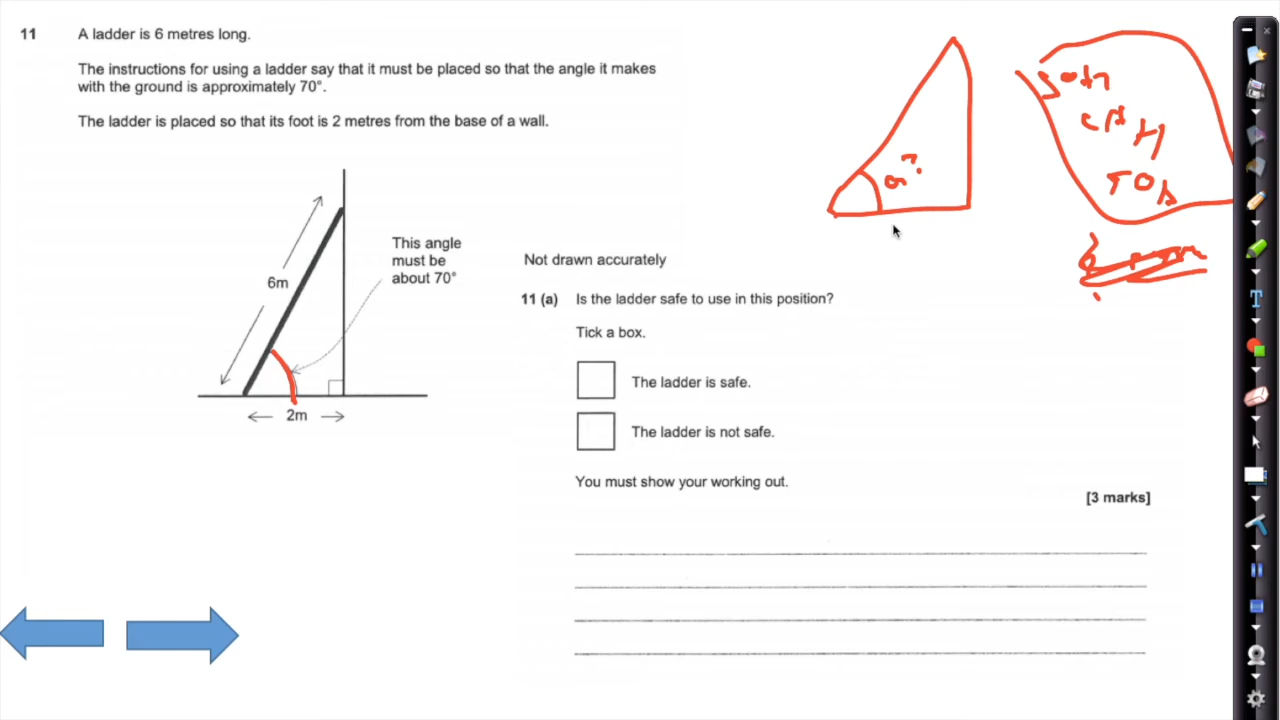 11 A ladder is 6 metres long.
The instructions for using a ladder say that it must be placed so that the angle it makes
with the ground is approximately 70°.
The ladder is placed so that its foot is 2 metres from the base of a wall.
This angle
must be
about 70°
6m
2m
Not drawn accurately
11 (a) Is the ladder safe to use in this position?
Tick a box.
The ladder is safe.
The ladder is not safe.
You must show your working out.
[3 marks]